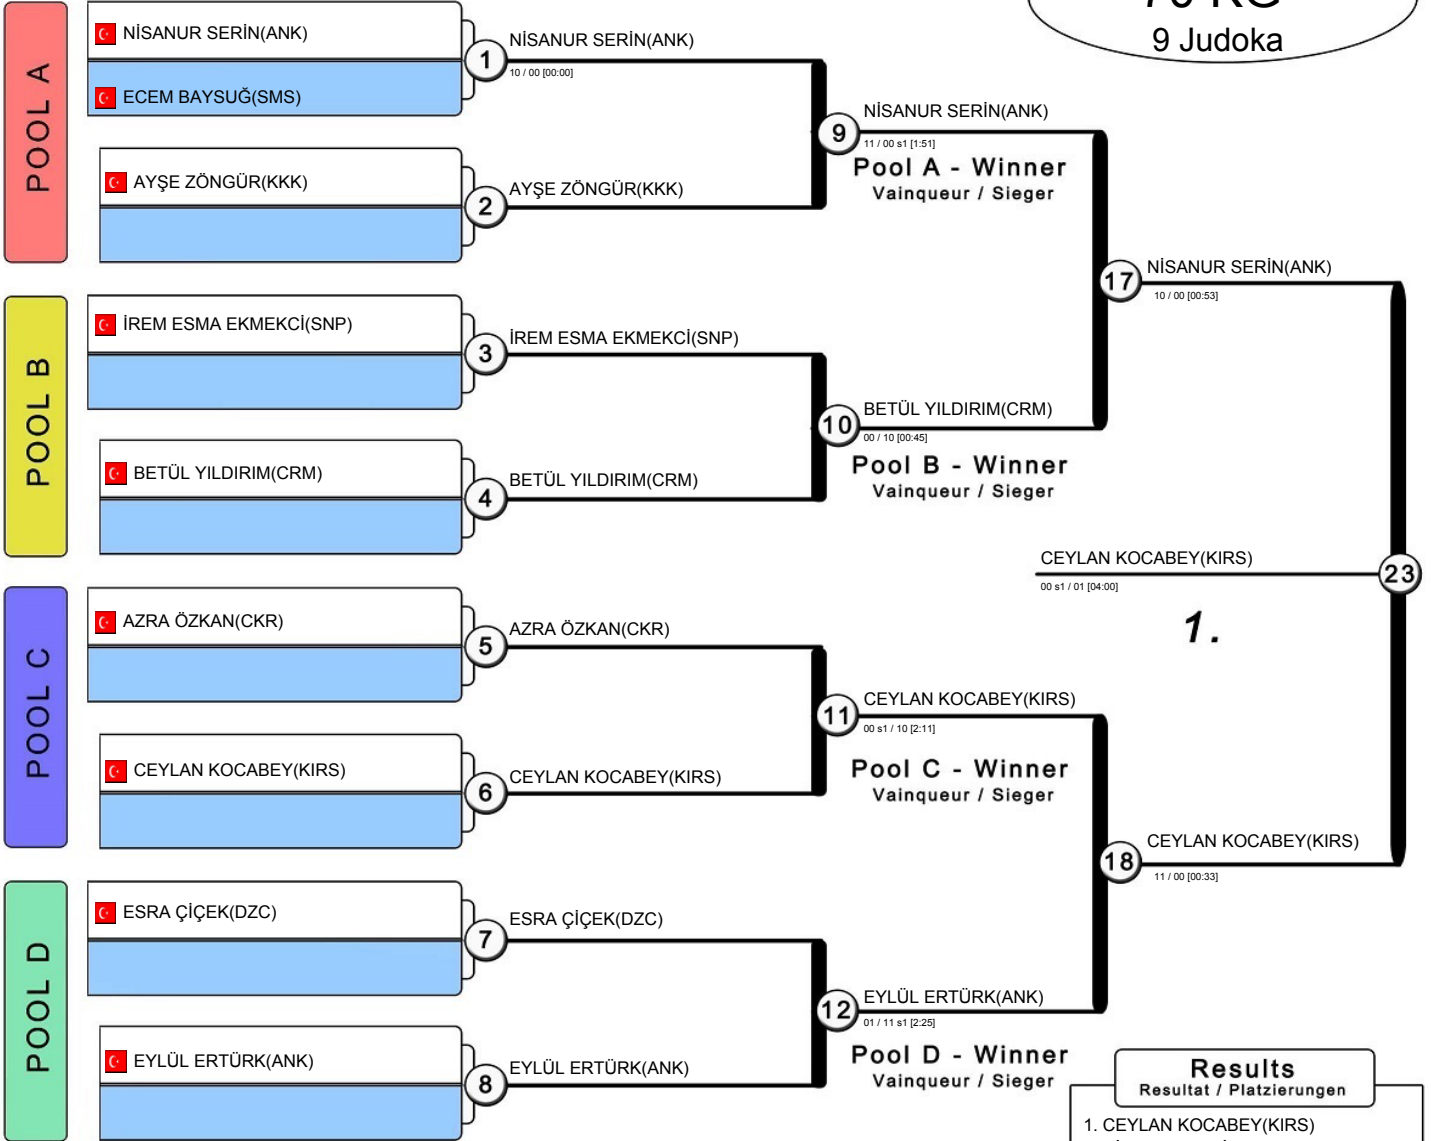 70 KG
9 Judoka
POOL A
NİSANUR SERİN(ANK)
ECEM BAYSUĞ(SMS)
1
NİSANUR SERİN(ANK)
10 / 00 [00:00]
AYŞE ZÖNGÜR(KKK)
2
AYŞE ZÖNGÜR(KKK)
9
NİSANUR SERİN(ANK)
11 / 00 s1 [1:51]
Pool A - Winner
Vainqueur / Sieger
POOL B
İREM ESMA EKMEKCİ(SNP)
3
İREM ESMA EKMEKCİ(SNP)
BETÜL YILDIRIM(CRM)
4
BETÜL YILDIRIM(CRM)
10
BETÜL YILDIRIM(CRM)
00 / 10 [00:45]
Pool B - Winner
Vainqueur / Sieger
17
NİSANUR SERİN(ANK)
10 / 00 [00:53]
POOL C
AZRA ÖZKAN(CKR)
5
AZRA ÖZKAN(CKR)
CEYLAN KOCABEY(KIRS)
6
CEYLAN KOCABEY(KIRS)
11
CEYLAN KOCABEY(KIRS)
00 s1 / 10 [2:11]
Pool C - Winner
Vainqueur / Sieger
CEYLAN KOCABEY(KIRS)
23
00 s1 / 01 [04:00]
1.
POOL D
ESRA ÇİÇEK(DZC)
7
ESRA ÇİÇEK(DZC)
EYLÜL ERTÜRK(ANK)
8
EYLÜL ERTÜRK(ANK)
12
EYLÜL ERTÜRK(ANK)
01 / 11 s1 [2:25]
Pool D - Winner
Vainqueur / Sieger
18
CEYLAN KOCABEY(KIRS)
11 / 00 [00:33]
Results
Resultat / Platzierungen
1. CEYLAN KOCABEY(KIRS)